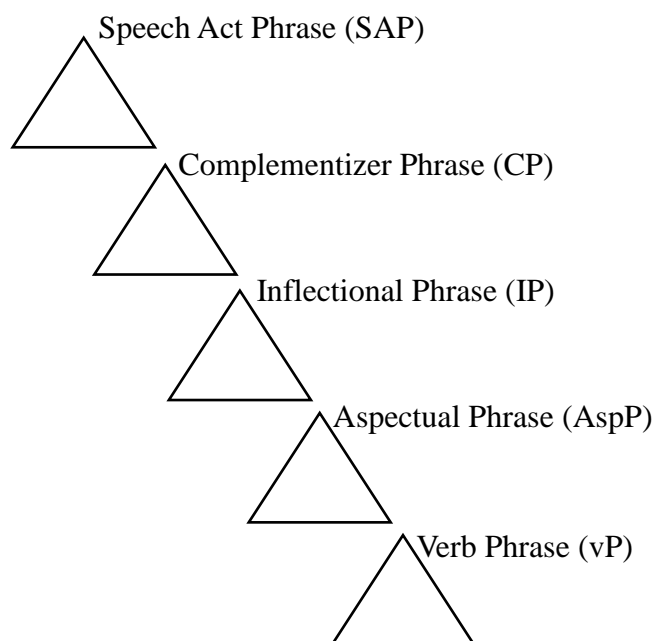 Speech Act Phrase (SAP)
Complementizer Phrase (CP)
Inflectional Phrase (IP)
Aspectual Phrase (AspP)
Verb Phrase (vP)